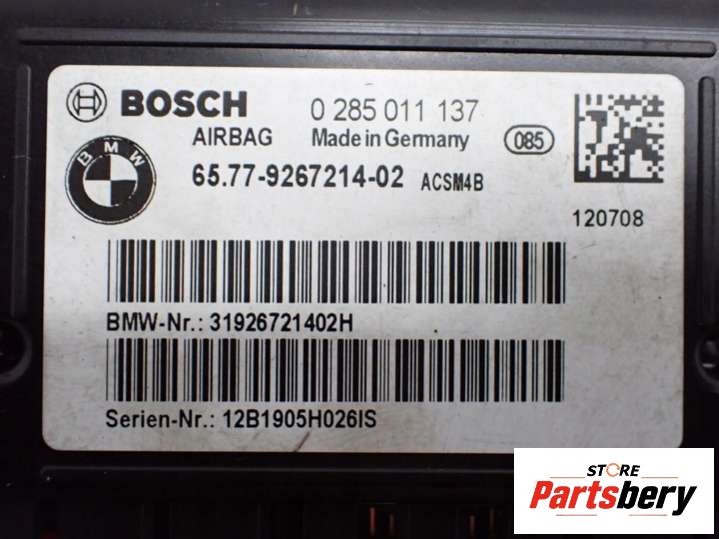 BOSCH 0 285 011 137
AIRBAG Made in Germany 085
BMW
65.77-9267214-02 ACSM4B
120708
BMW-Nr.: 31926721402H
Serien-Nr.: 12B1905H026IS
STORE
Partsbery